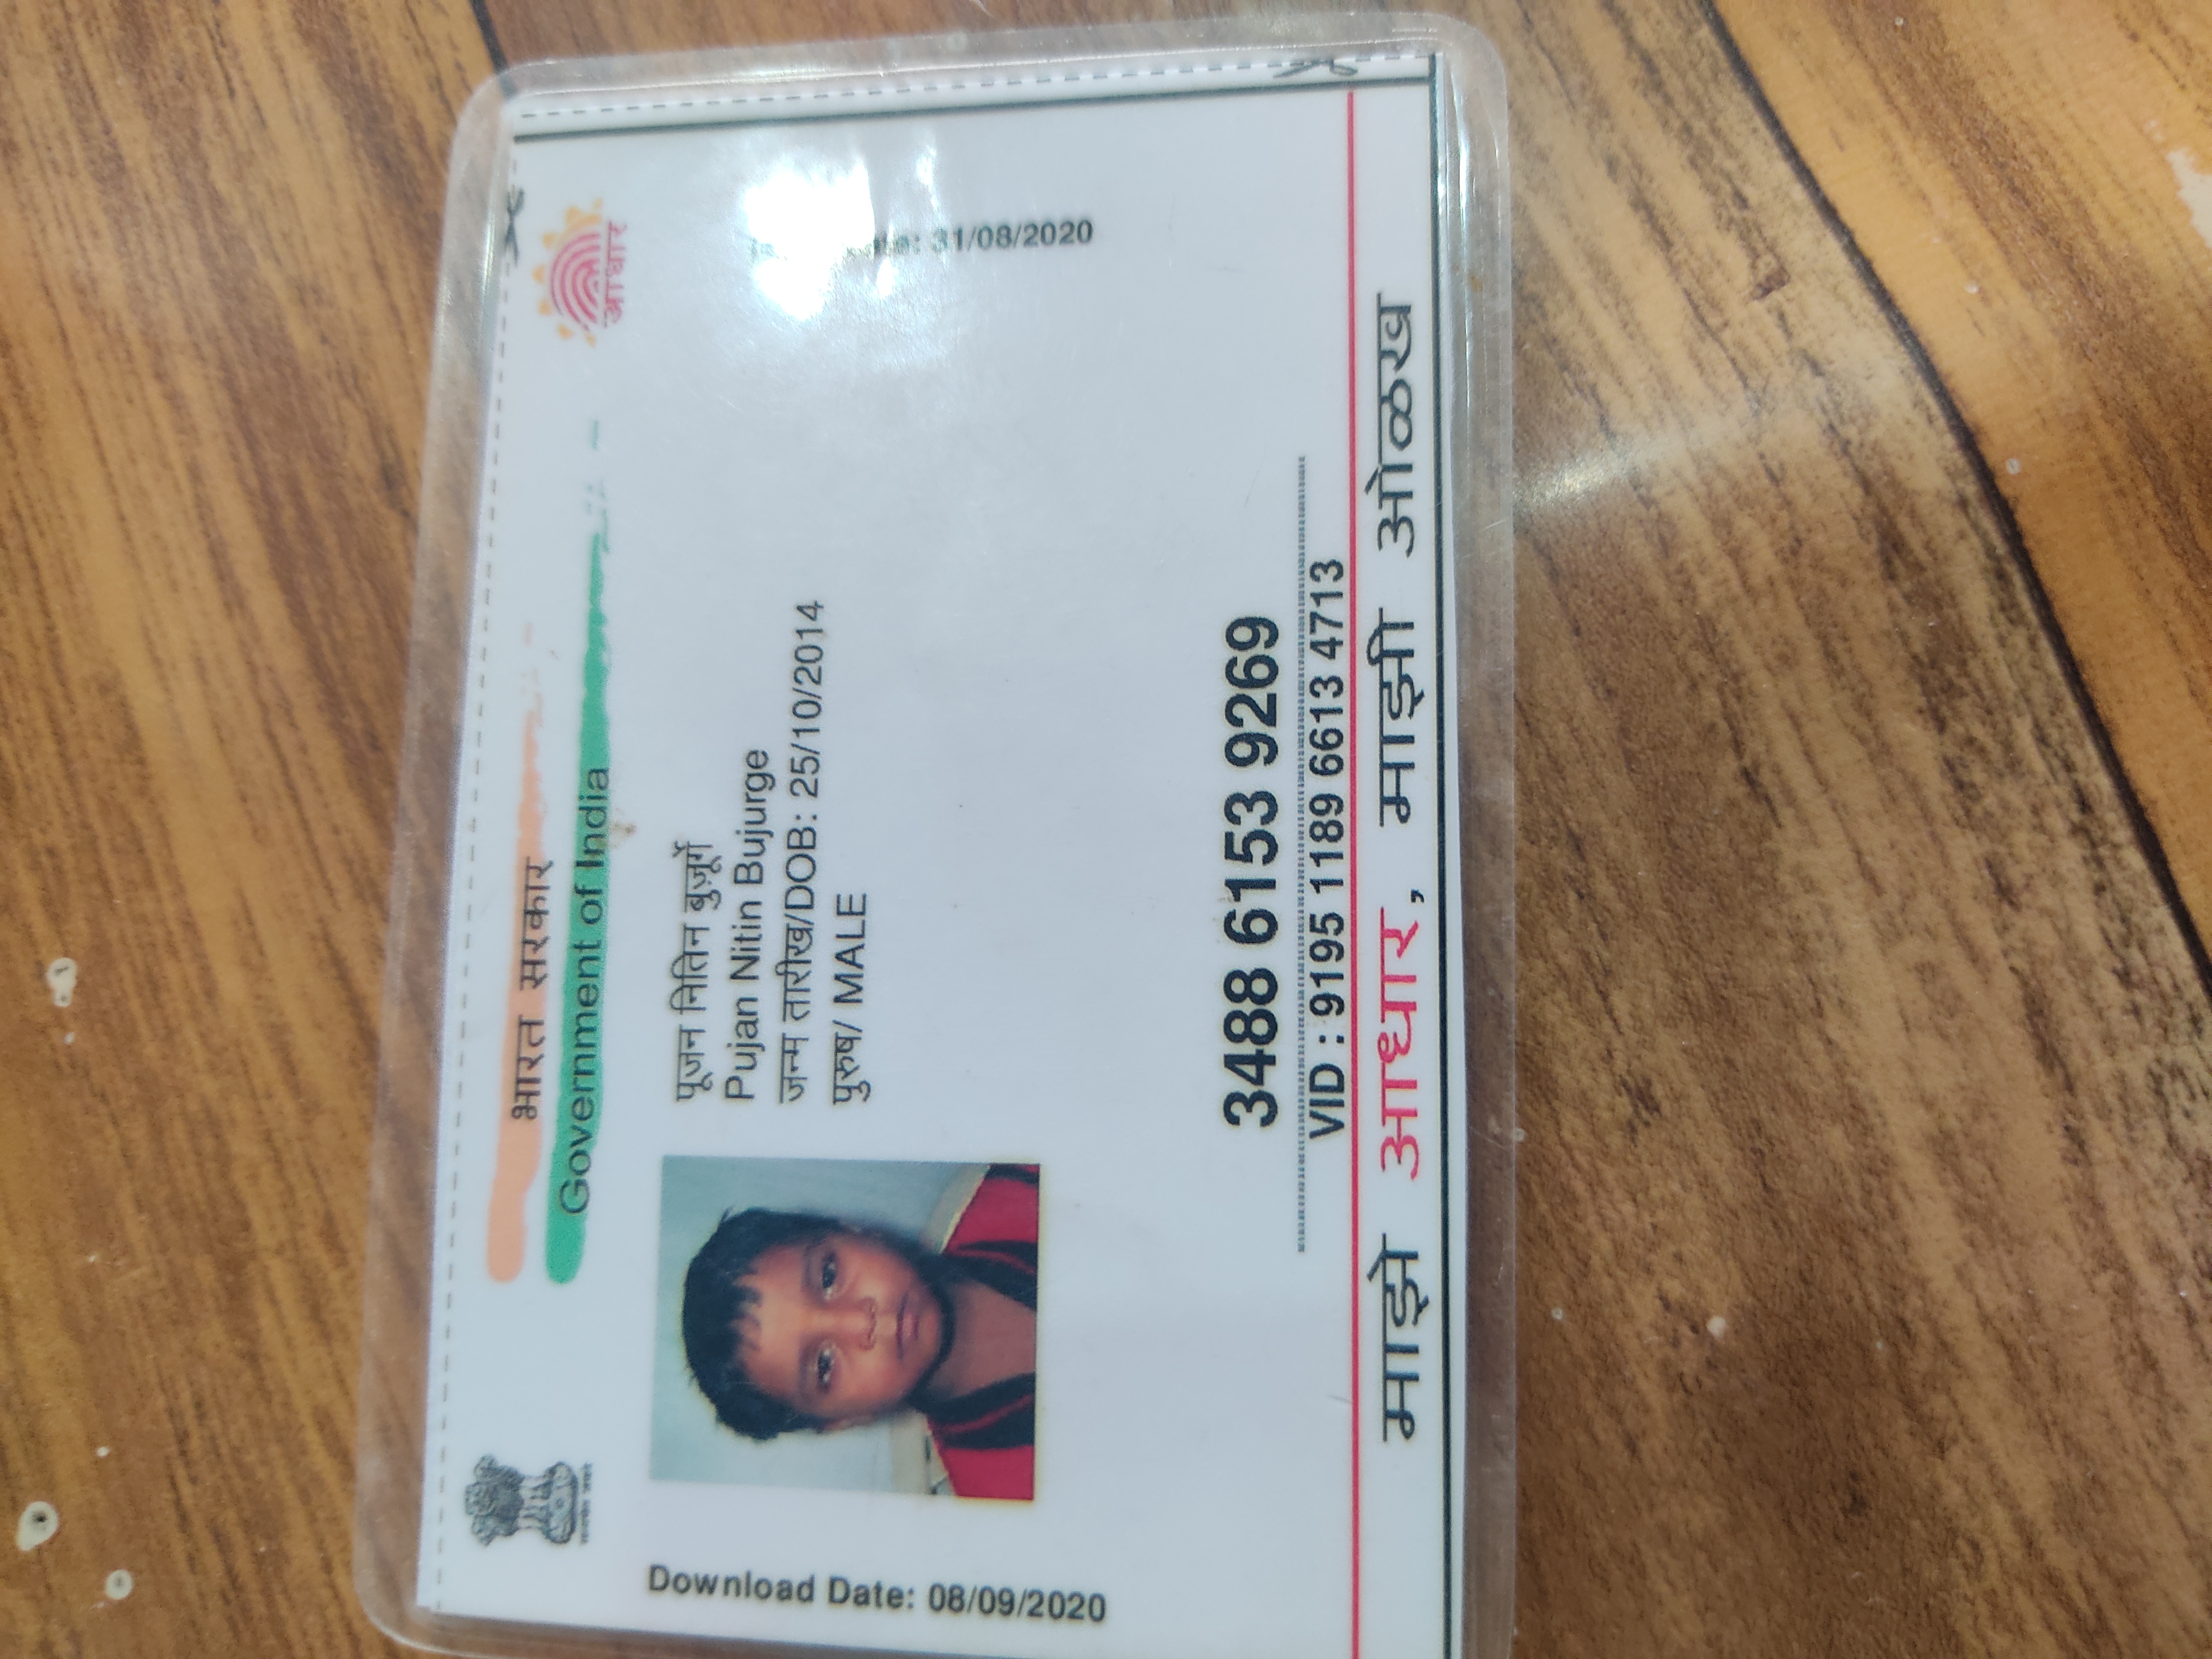 भारत सरकार
Government of India
आधार
Download Date: 08/09/2020
पूजन नितिन बुजूर्गे
Pujan Nitin Bujurge
जन्म तारीख/DOB: 25/10/2014
पुरुष/ MALE
31/08/2020
3488 6153 9269
VID : 9195 1189 6613 4713
माझे आधार, माझी ओळख